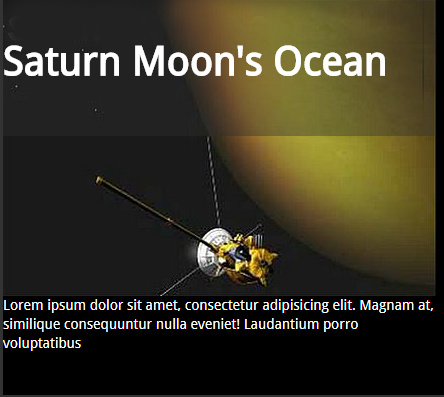 Saturn Moon's Ocean
Lorem ipsum dolor sit amet, consectetur adipisicing elit. Magnam at,
similique consequuntur nulla eveniet! Laudantium porro
voluptatibus